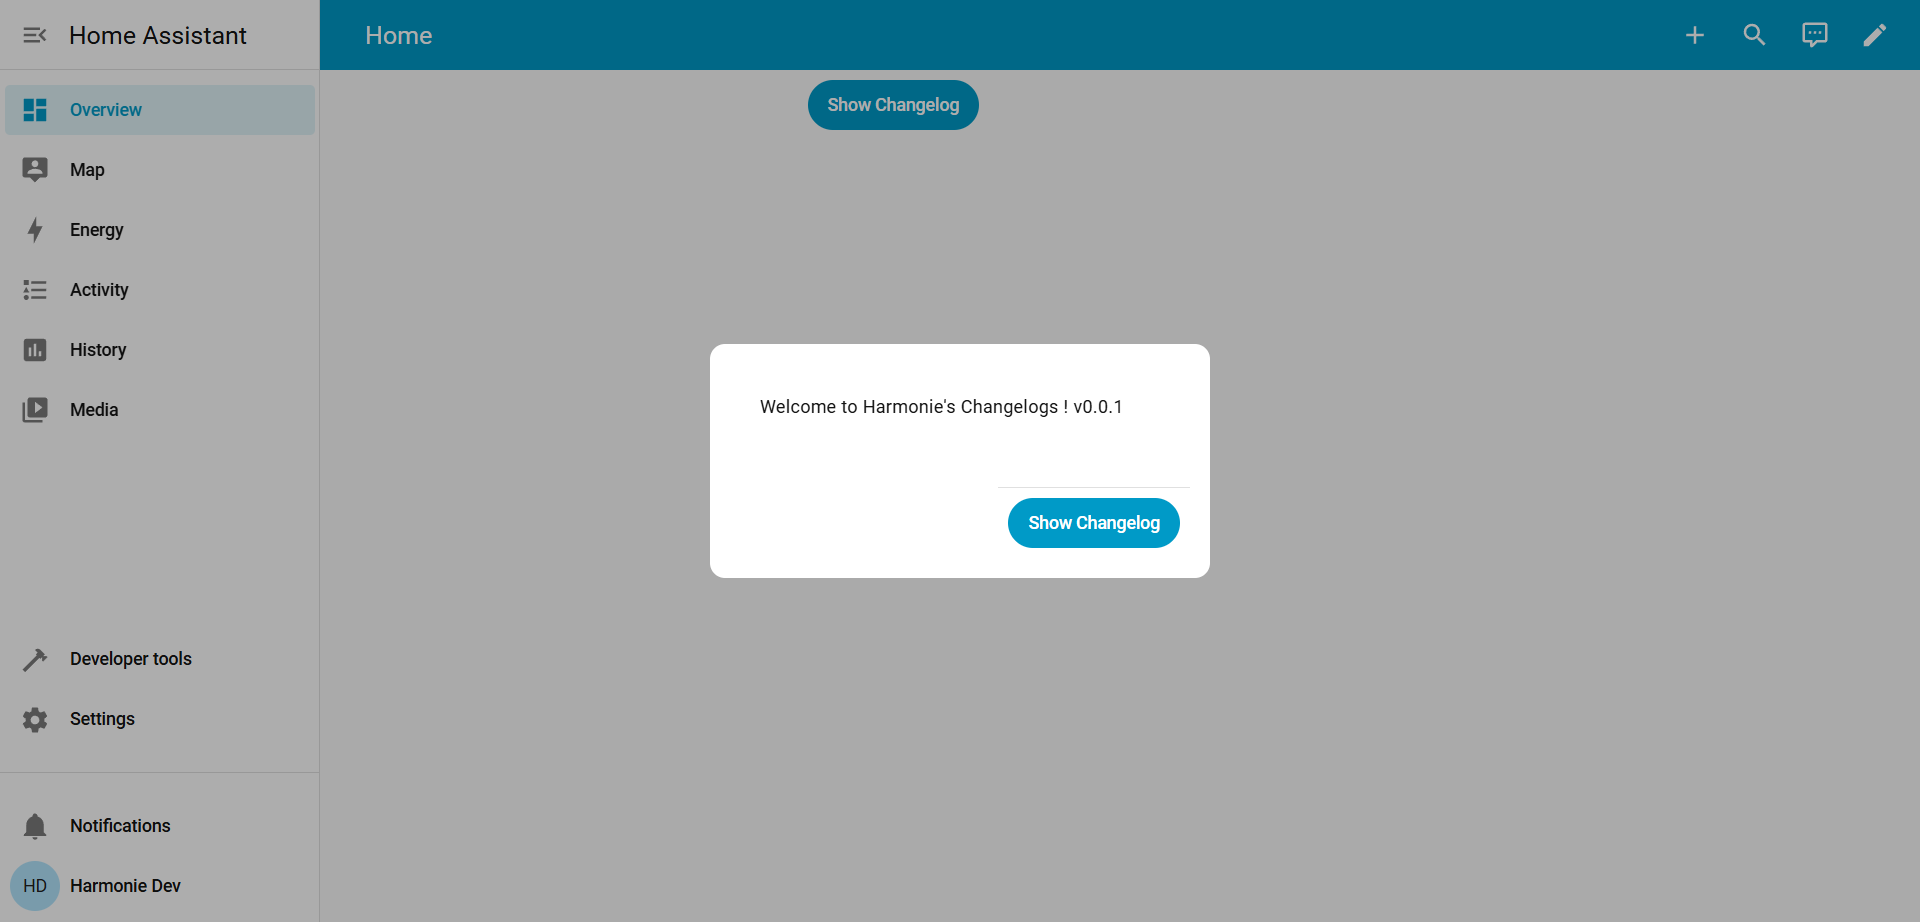 Home Assistant
Home
Overview
Map
Energy
Activity
History
Media
Developer tools
Settings
Notifications
HD
Harmonie Dev
Show Changelog
Welcome to Harmonie's Changelogs ! v0.0.1
Show Changelog